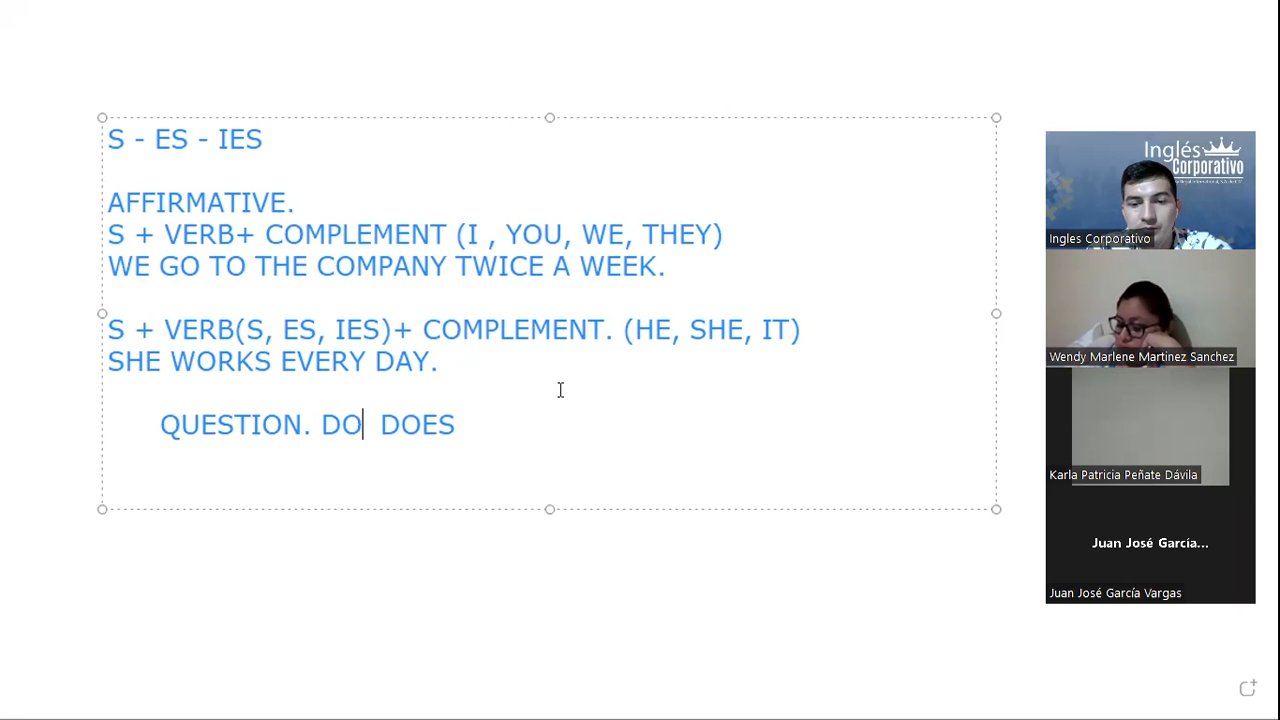 S - ES - IES
AFFIRMATIVE.
S + VERB+ COMPLEMENT (I , YOU, WE, THEY)
WE GO TO THE COMPANY TWICE A WEEK.
S + VERB(S, ES, IES)+ COMPLEMENT. (HE, SHE, IT)
SHE WORKS EVERY DAY.
QUESTION. DO DOES
Inglés
Corporativo
Ingles Corporativo
Wendy Marlene Martinez Sanchez
Karla Patricia Peñate Dávila
Juan José García...
Juan José García Vargas